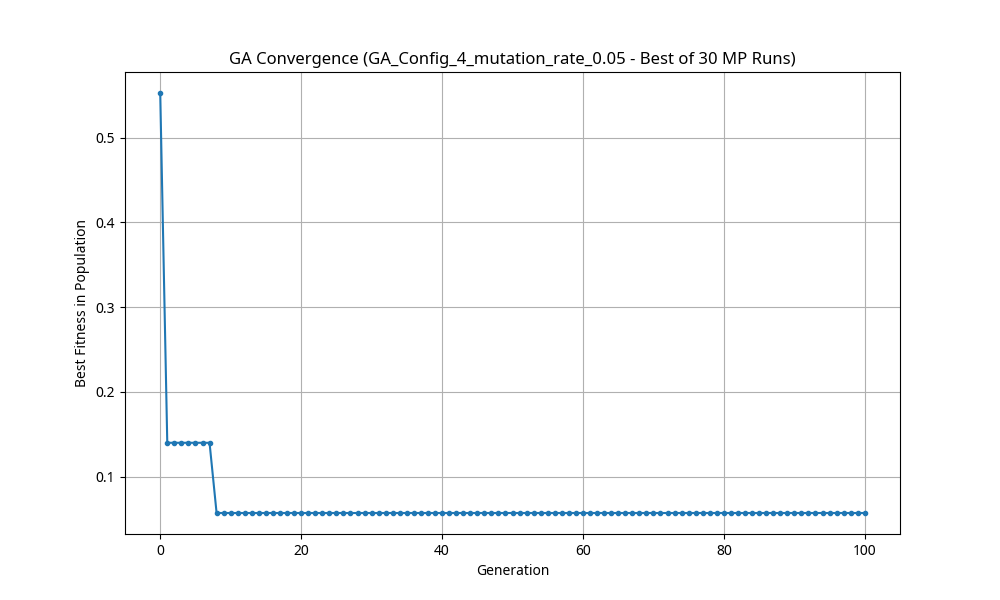 GA Convergence (GA_Config_4_mutation_rate_0.05 - Best of 30 MP Runs)
Best Fitness in Population
0.5
0.4
0.3
0.2
0.1
0 20 40 60 80 100
Generation